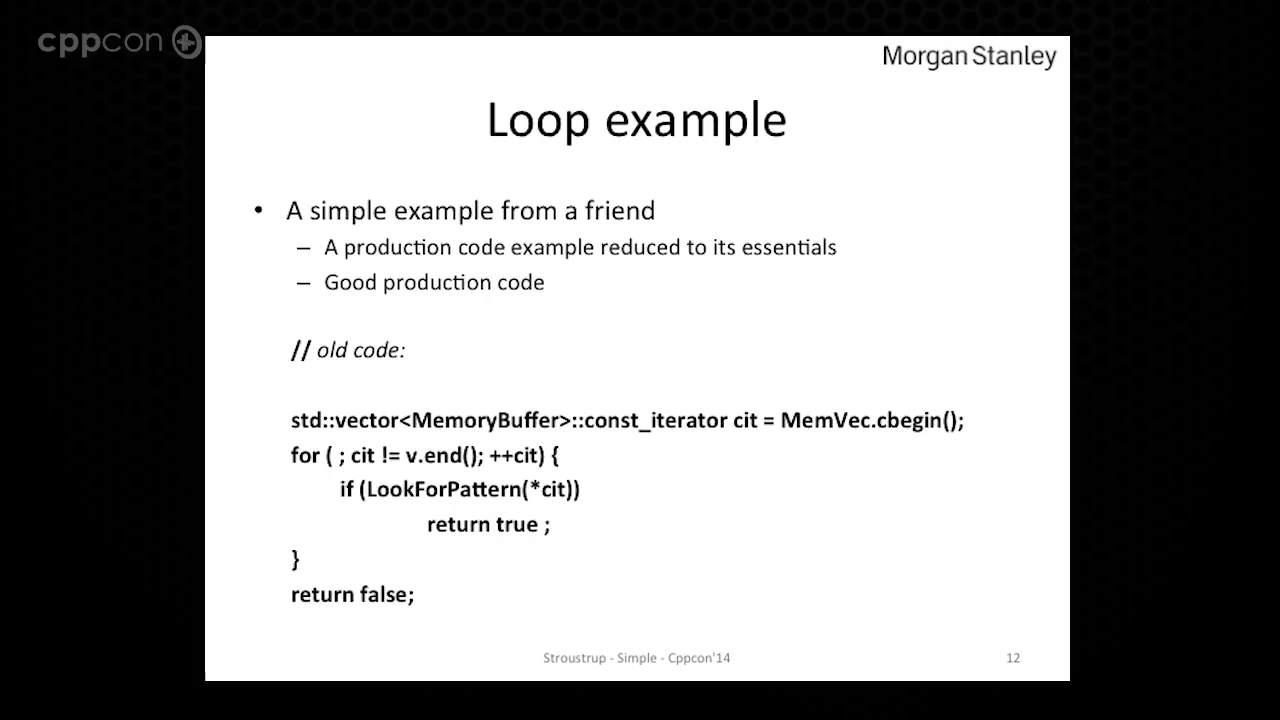 cppcon
Morgan Stanley
Loop example
• A simple example from a friend
– A production code example reduced to its essentials
– Good production code
// old code:
std::vector<MemoryBuffer>::const_iterator cit = MemVec.cbegin();
for ( ; cit != v.end(); ++cit) {
if (LookForPattern(*cit))
return true ;
}
return false;
Stroustrup - Simple - Cppcon'14
12